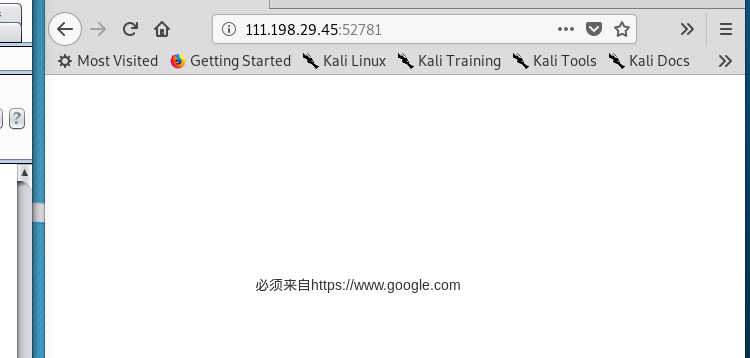 111.198.29.45:52781
Most Visited Getting Started Kali Linux Kali Training Kali Tools Kali Docs
?
必须来自https://www.google.com